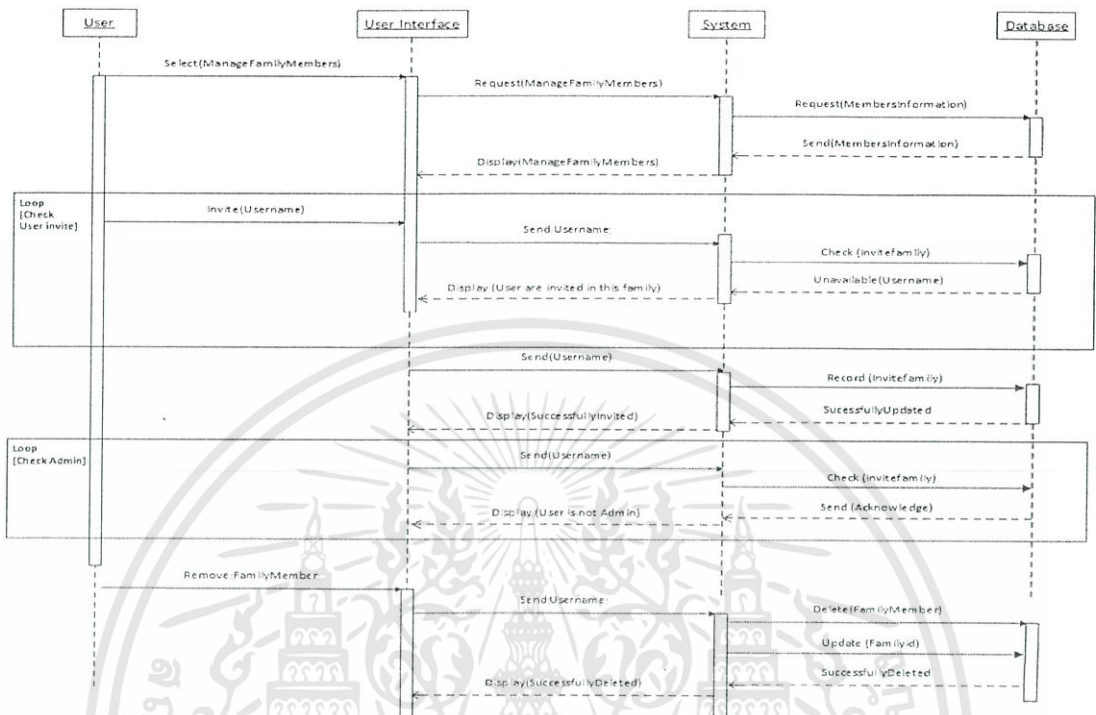 User
User Interface
System
Database
Select(ManageFamilyMembers)
Request(ManageFamilyMembers)
Request(MembersInformation)
Send(MembersInformation)
Display(ManageFamilyMembers)
Loop
[Check
User invite]
Invite(Username)
Send Username
Check (Invitefamily)
Unavailable(Username)
Display (User are invited in this family)
Send(Username)
Record (Invitefamily)
SucessfullyUpdated
Display(SuccessfullyInvited)
Loop
[Check Admin]
Send(Username)
Check (Invitefamily)
Send (Acknowledge)
Display (User is not Admin)
Remove FamilyMember
Send Username
Delete(FamilyMember)
Update (Familyid)
SuccessfullyDeleted
Display(SuccessfullyDeleted)